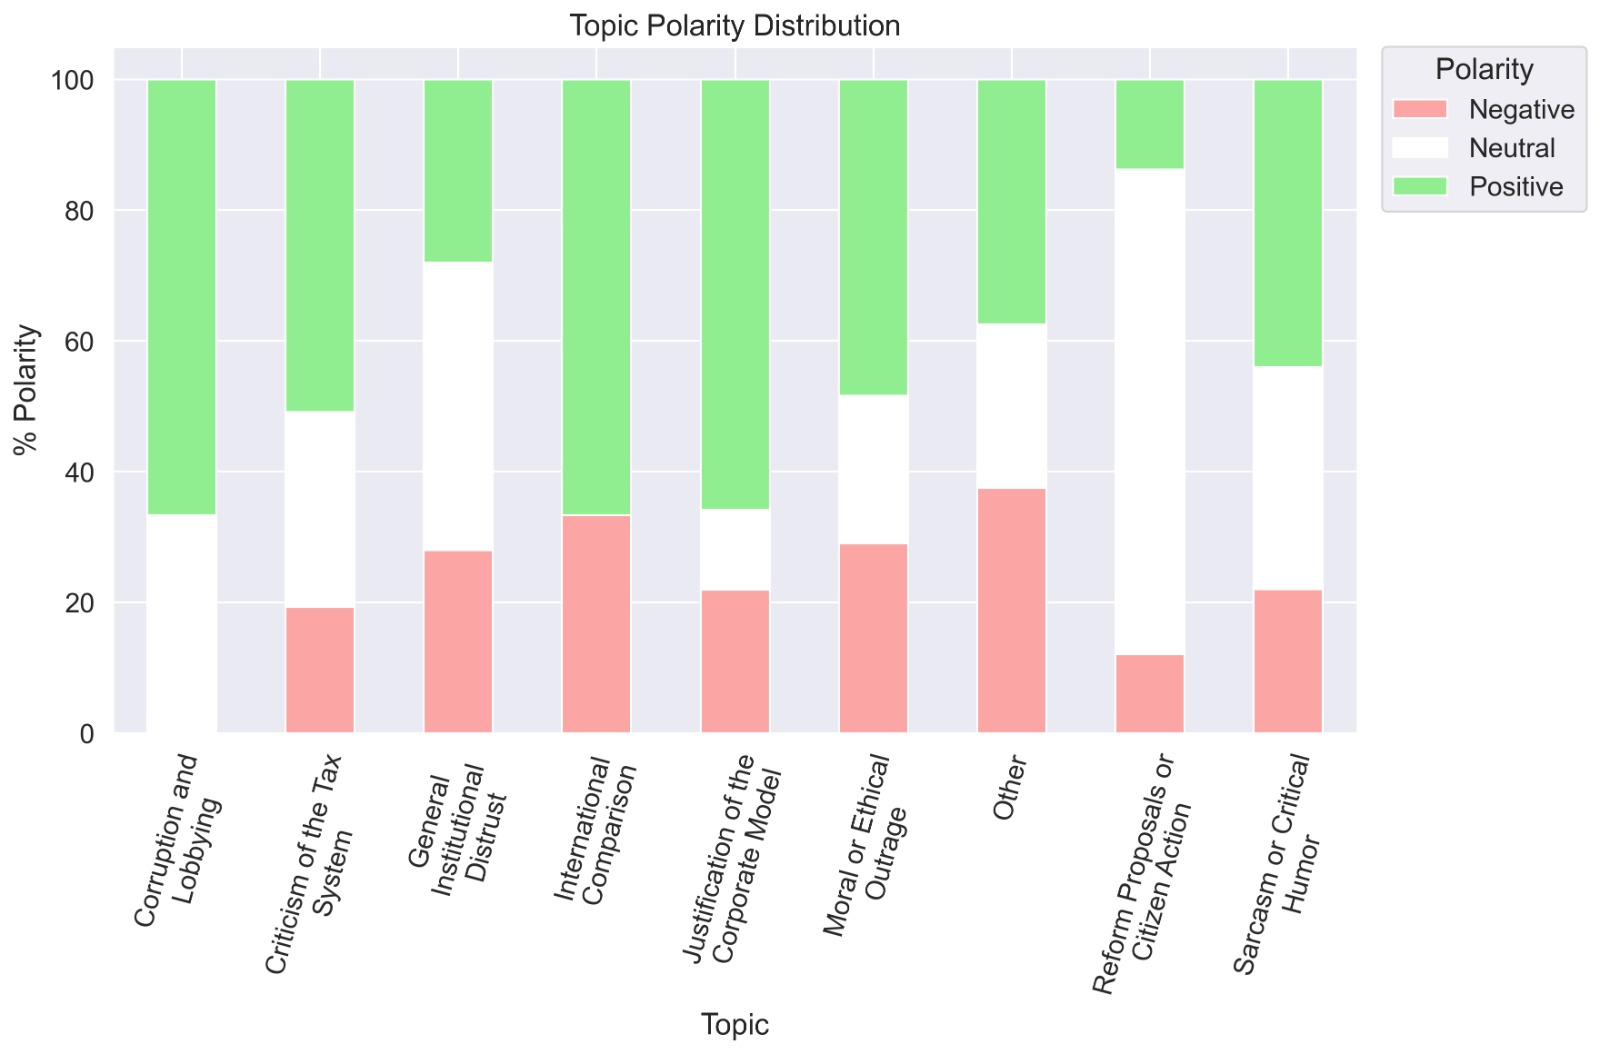 Topic Polarity Distribution
% Polarity
100
80
60
40
20
0
Corruption and
Lobbying
Criticism of the Tax
System
General
Institutional
Distrust
International
Comparison
Justification of the
Corporate Model
Moral or Ethical
Outrage
Other
Reform Proposals or
Citizen Action
Sarcasm or Critical
Humor
Topic
Polarity
Negative
Neutral
Positive